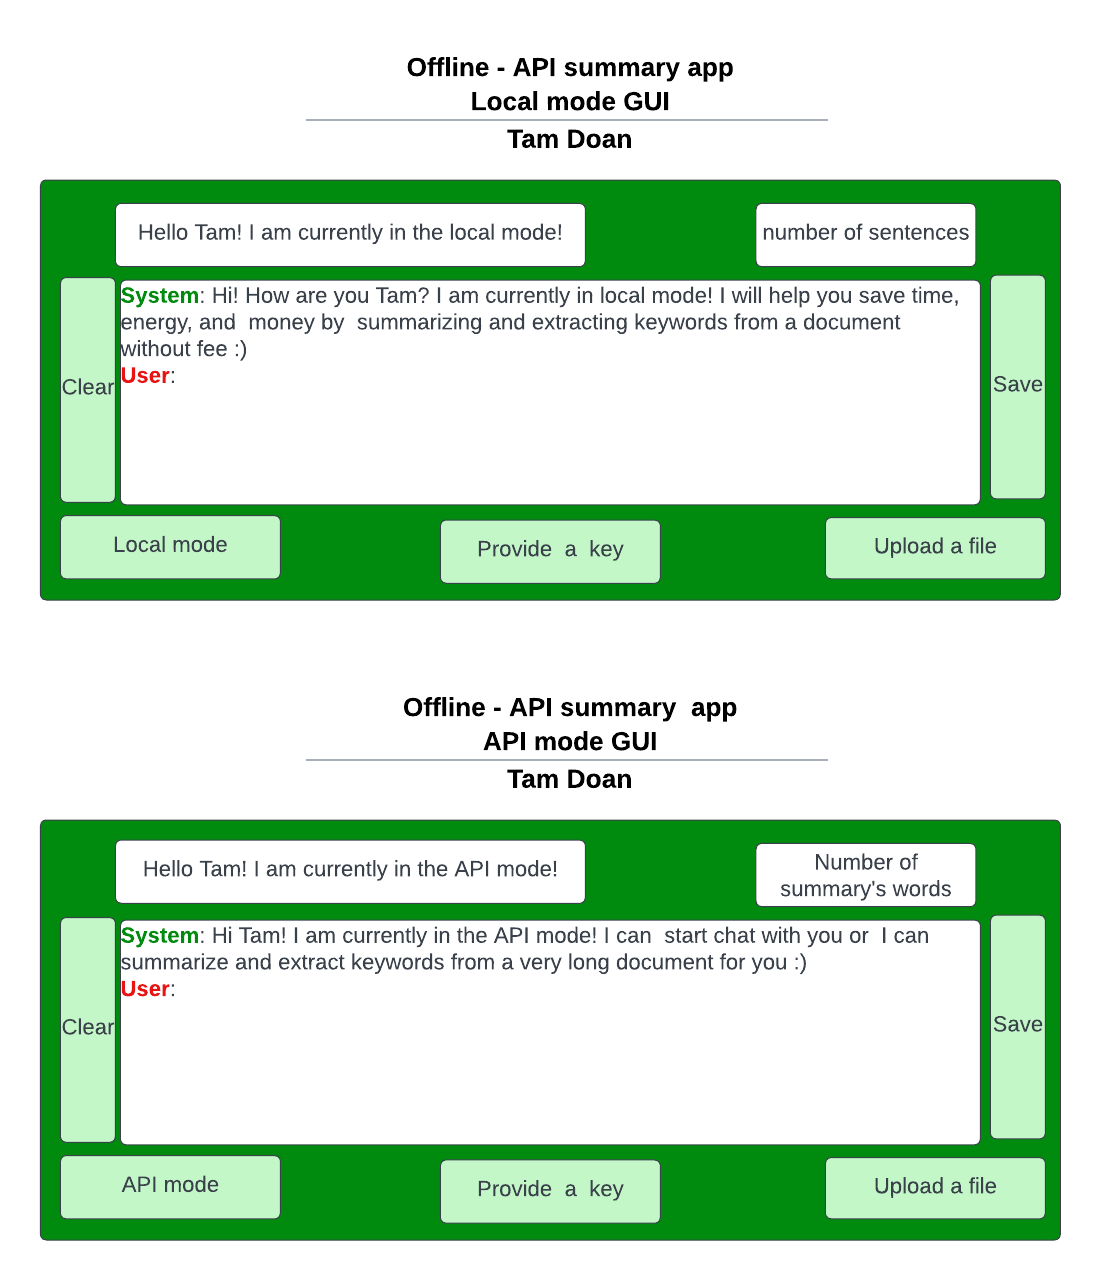 Offline - API summary app
Local mode GUI
Tam Doan
Hello Tam! I am currently in the local mode!
number of sentences
System: Hi! How are you Tam? I am currently in local mode! I will help you save time,
energy, and  money by  summarizing and extracting keywords from a document
without fee :)
User:
Clear
Save
Local mode
Provide  a  key
Upload a file
Offline - API summary  app
API mode GUI
Tam Doan
Hello Tam! I am currently in the API mode!
Number of
summary's words
System: Hi Tam! I am currently in the API mode! I can  start chat with you or  I can
summarize and extract keywords from a very long document for you :)
User:
Clear
Save
API mode
Provide  a  key
Upload a file